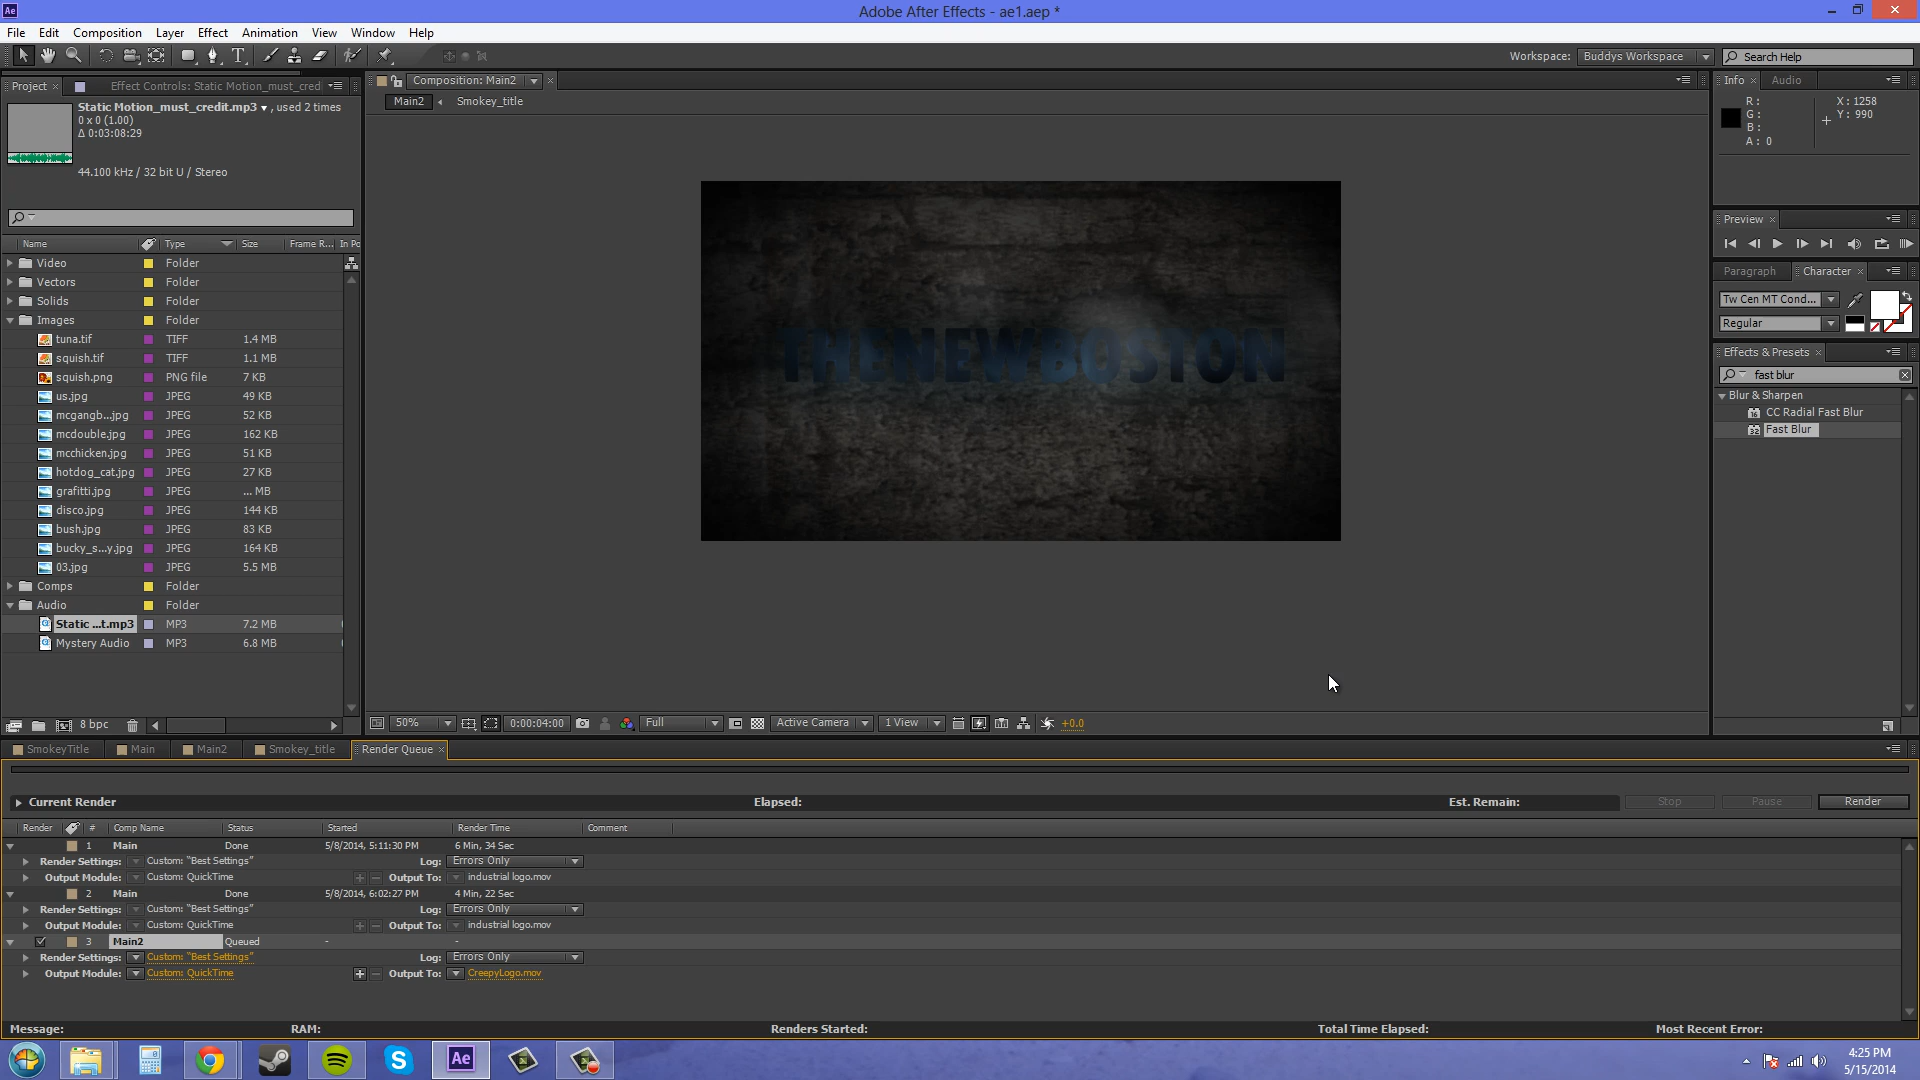 Ae
Adobe After Effects - ae1.aep *
File Edit Composition Layer Effect Animation View Window Help
Workspace: Buddys Workspace Search Help
Project Effect Controls: Static Motion_must_cred
Static Motion_must_credit.mp3 , used 2 times
0 x 0 (1.00)
Δ 0:03:08:29
44.100 kHz / 32 bit U / Stereo
Name Type Size Frame R... In Po
Video Folder
Vectors Folder
Solids Folder
Images Folder
tuna.tif TIFF 1.4 MB
squish.tif TIFF 1.1 MB
squish.png PNG file 7 KB
us.jpg JPEG 49 KB
mcgangb...jpg JPEG 52 KB
mcdouble.jpg JPEG 162 KB
mcchicken.jpg JPEG 51 KB
hotdog_cat.jpg JPEG 27 KB
grafitti.jpg JPEG ... MB
disco.jpg JPEG 144 KB
bush.jpg JPEG 83 KB
bucky_s...y.jpg JPEG 164 KB
03.jpg JPEG 5.5 MB
Comps Folder
Audio Folder
Static ...t.mp3 MP3 7.2 MB
Mystery Audio MP3 6.8 MB
8 bpc
Composition: Main2
Main2 Smokey_title
THENEWBOSTON
50% 0:00:04:00 Full Active Camera 1 View +0.0
Info Audio
R: X: 1258
G: Y: 990
B:
A: 0
Preview
Paragraph Character
Tw Cen MT Cond...
Regular
Effects & Presets
fast blur
Blur & Sharpen
16 CC Radial Fast Blur
32 Fast Blur
SmokeyTitle Main Main2 Smokey_title Render Queue
Current Render Elapsed: Est. Remain: Stop Pause Render
Render # Comp Name Status Started Render Time Comment
1 Main Done 5/8/2014, 5:11:30 PM 6 Min, 34 Sec
Render Settings: Custom: "Best Settings" Log: Errors Only
Output Module: Custom: QuickTime Output To: industrial logo.mov
2 Main Done 5/8/2014, 6:02:27 PM 4 Min, 22 Sec
Render Settings: Custom: "Best Settings" Log: Errors Only
Output Module: Custom: QuickTime Output To: industrial logo.mov
3 Main2 Queued - -
Render Settings: Custom: "Best Settings" Log: Errors Only
Output Module: Custom: QuickTime Output To: CreepyLogo.mov
Message: RAM: Renders Started: Total Time Elapsed: Most Recent Error:
Ae
4:25 PM
5/15/2014